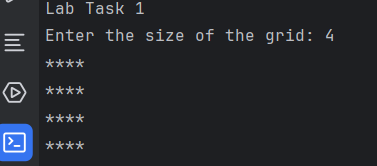 Lab Task 1
Enter the size of the grid: 4
****
****
****
****